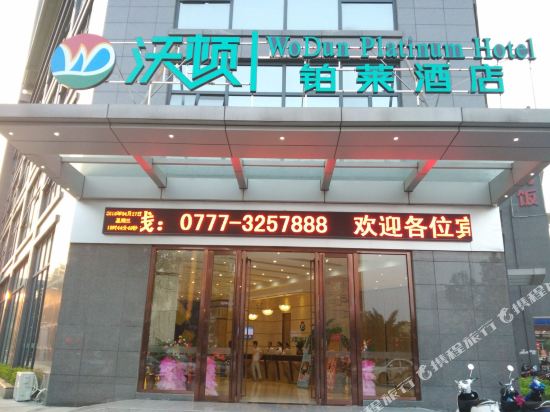 沃顿
WoDun Platinum Hotel
铂莱酒店
线：0777-3257888 欢迎各位宾
饭
携程旅行